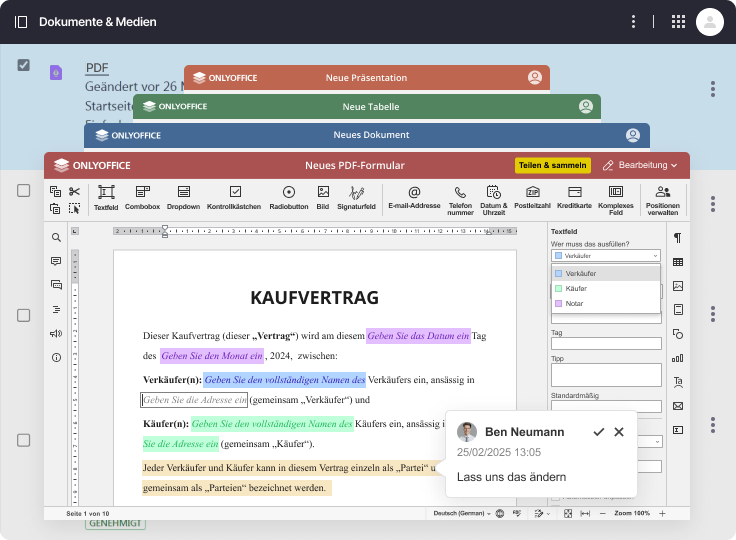 Dokumente & Medien
PDF
Geändert vor 26
Startseite
ONLYOFFICE Neue Präsentation
ONLYOFFICE Neue Tabelle
ONLYOFFICE Neues Dokument
ONLYOFFICE Neues PDF-Formular Teilen & sammeln Bearbeitung
Textfeld Combobox Dropdown Kontrollkästchen Radiobutton Bild Signaturfeld E-mail-Addresse Telefon nummer Datum & Uhrzeit Postleitzahl Kreditkarte Komplexes Feld Positionen verwalten
Textfeld
Wer muss das ausfüllen?
Verkäufer
Verkäufer
Käufer
Notar
Tag
Tipp
Standardmäßig
KAUFVERTRAG
Dieser Kaufvertrag (dieser „Vertrag“) wird am diesem Geben Sie das Datum ein Tag
des Geben Sie den Monat ein , 2024, zwischen:
Verkäufer(n): Geben Sie den vollständigen Namen des Verkäufers ein, ansässig in
Geben Sie die Adresse ein (gemeinsam „Verkäufer“) und
Käufer(n): Geben Sie den vollständigen Namen des Käufers ein, ansässig
Sie die Adresse ein (gemeinsam „Käufer“).
Jeder Verkäufer und Käufer kann in diesem Vertrag einzeln als „Partei“
gemeinsam als „Parteien“ bezeichnet werden.
Ben Neumann
25/02/2025 13:05
Lass uns das ändern
Seite 1 von 10 Deutsch (German) Zoom 100%
GENEHMIGT